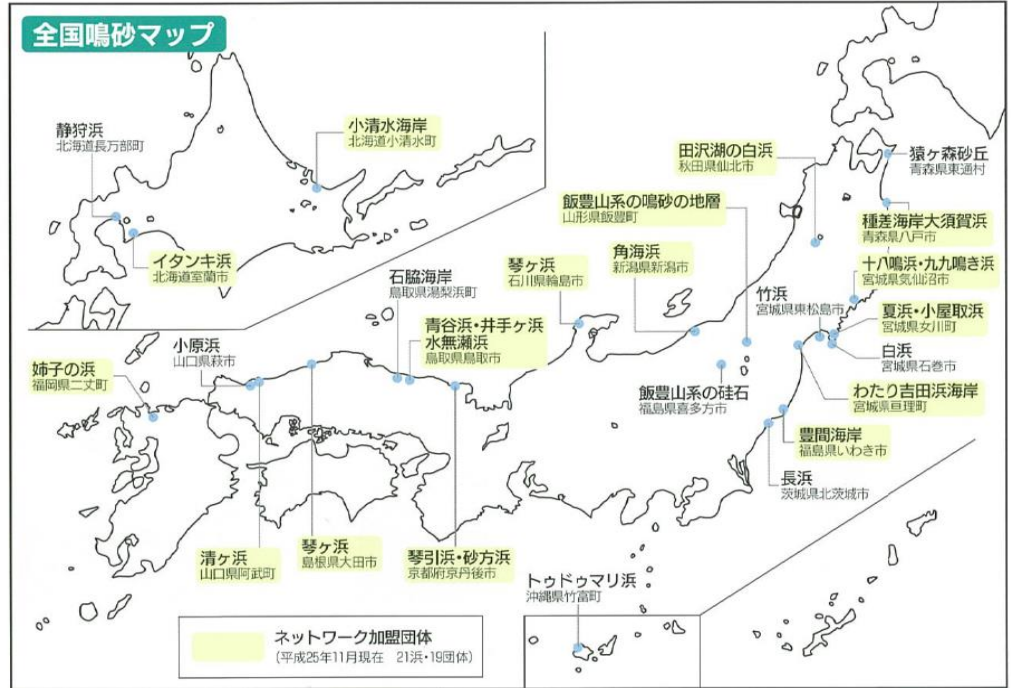 全国鳴砂マップ
静狩浜
北海道長万部町
小清水海岸
北海道小清水町
イタンキ浜
北海道室蘭市
田沢湖の白浜
秋田県仙北市
猿ヶ森砂丘
青森県東通村
飯豊山系の鳴砂の地層
山形県飯豊町
種差海岸大須賀浜
青森県八戸市
角海浜
新潟県新潟市
琴ヶ浜
石川県輪島市
十八鳴浜・九九鳴き浜
宮城県気仙沼市
石脇海岸
鳥取県湯梨浜町
竹浜
宮城県東松島市
夏浜・小屋取浜
宮城県女川町
青谷浜・井手ヶ浜
水無瀬浜
鳥取県鳥取市
小原浜
山口県萩市
白浜
宮城県石巻市
姉子の浜
福岡県二丈町
飯豊山系の硅石
福島県喜多方市
わたり吉田浜海岸
宮城県亘理町
豊間海岸
福島県いわき市
長浜
茨城県北茨城市
清ヶ浜
山口県阿武町
琴ヶ浜
島根県大田市
琴引浜・砂方浜
京都府京丹後市
トゥドゥマリ浜
沖縄県竹富町
ネットワーク加盟団体
(平成25年11月現在 21浜・19団体)